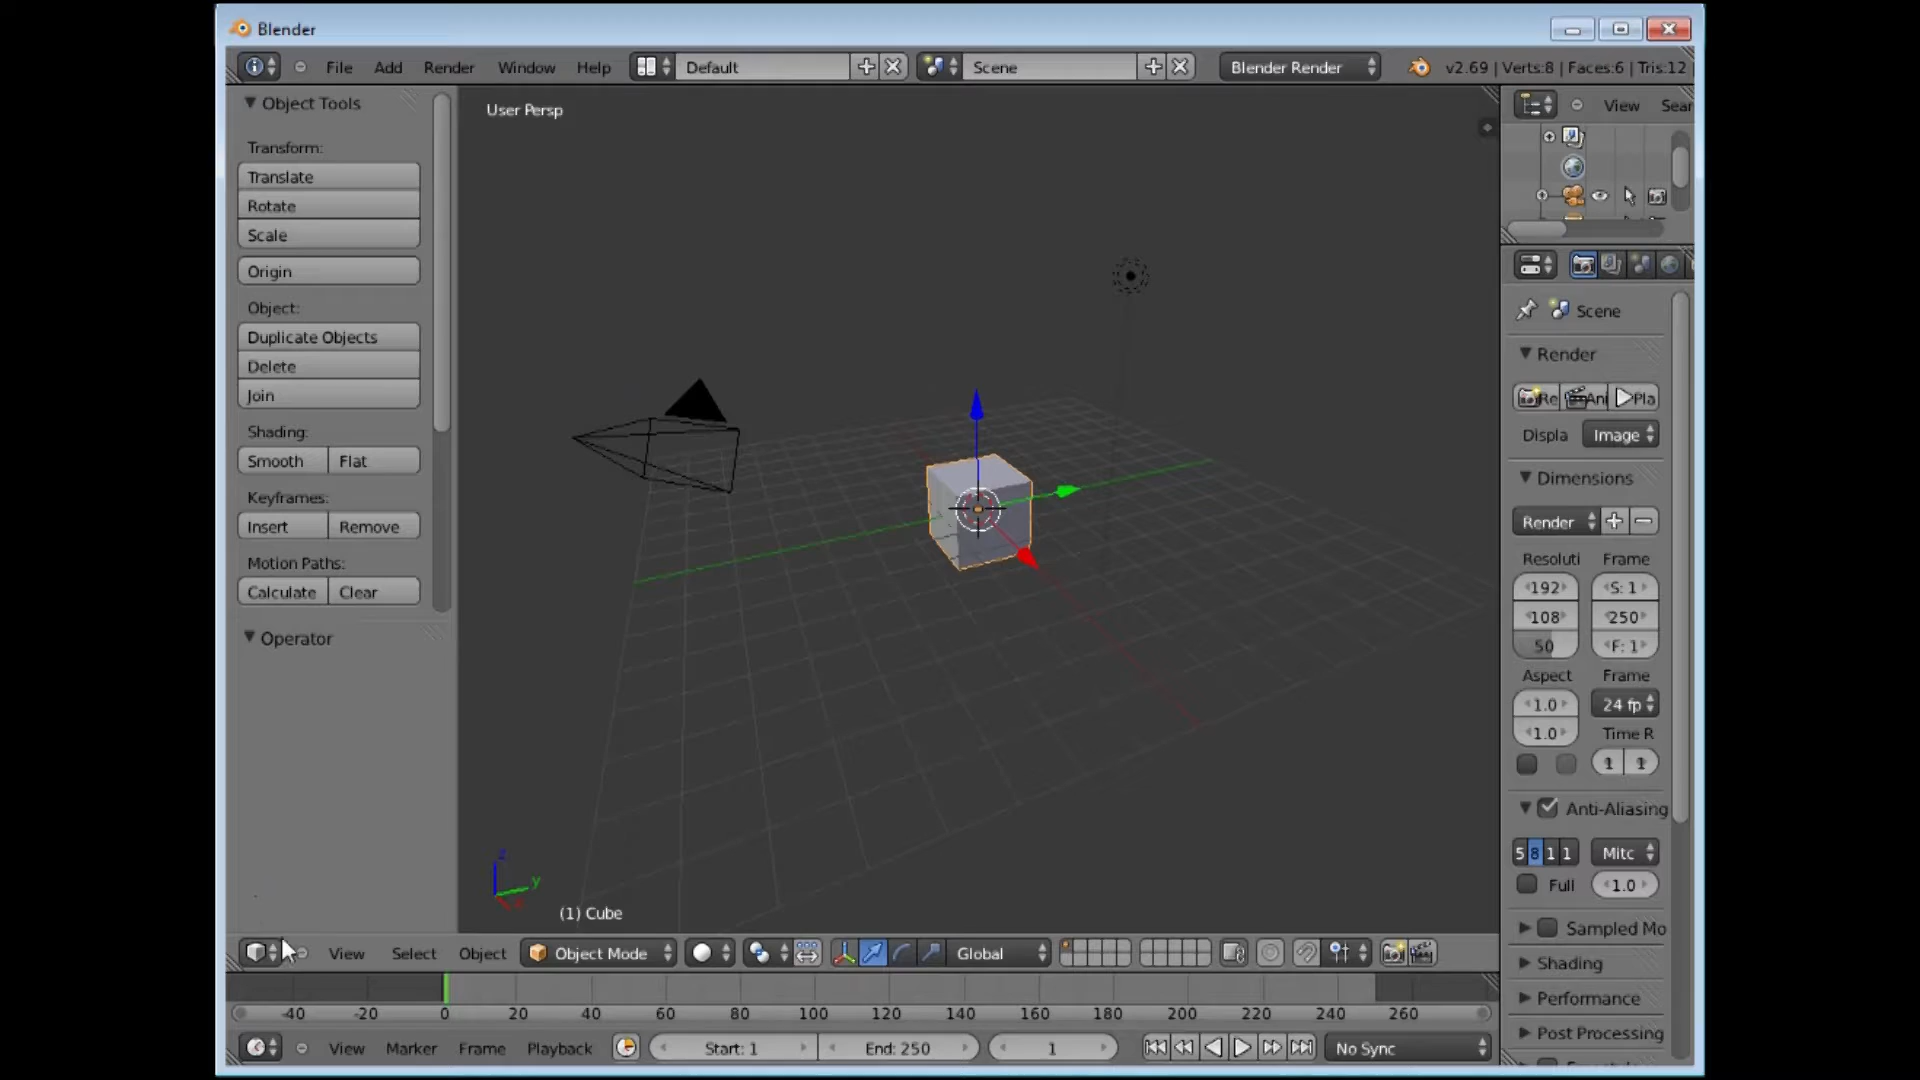 Blender
File Add Render Window Help Default Scene Blender Render v2.69 | Verts:8 | Faces:6 | Tris:12
Object Tools
User Persp
View Sear
Transform:
Translate
Rotate
Scale
Origin
Object:
Duplicate Objects
Delete
Join
Shading:
Smooth Flat
Keyframes:
Insert Remove
Motion Paths:
Calculate Clear
Operator
z
y
x
(1) Cube
Scene
Render
Re Ani Pla
Displa Image
Dimensions
Render
Resoluti Frame
192 S: 1
108 250
50 F: 1
Aspect Frame
1.0 24 fp
1.0 Time R
1 1
Anti-Aliasing
5 8 1 1 Mitc
Full 1.0
Sampled Mo
Shading
Performance
Post Processing
View Select Object Object Mode Global
-40 -20 0 20 40 60 80 100 120 140 160 180 200 220 240 260
View Marker Frame Playback Start: 1 End: 250 1 No Sync